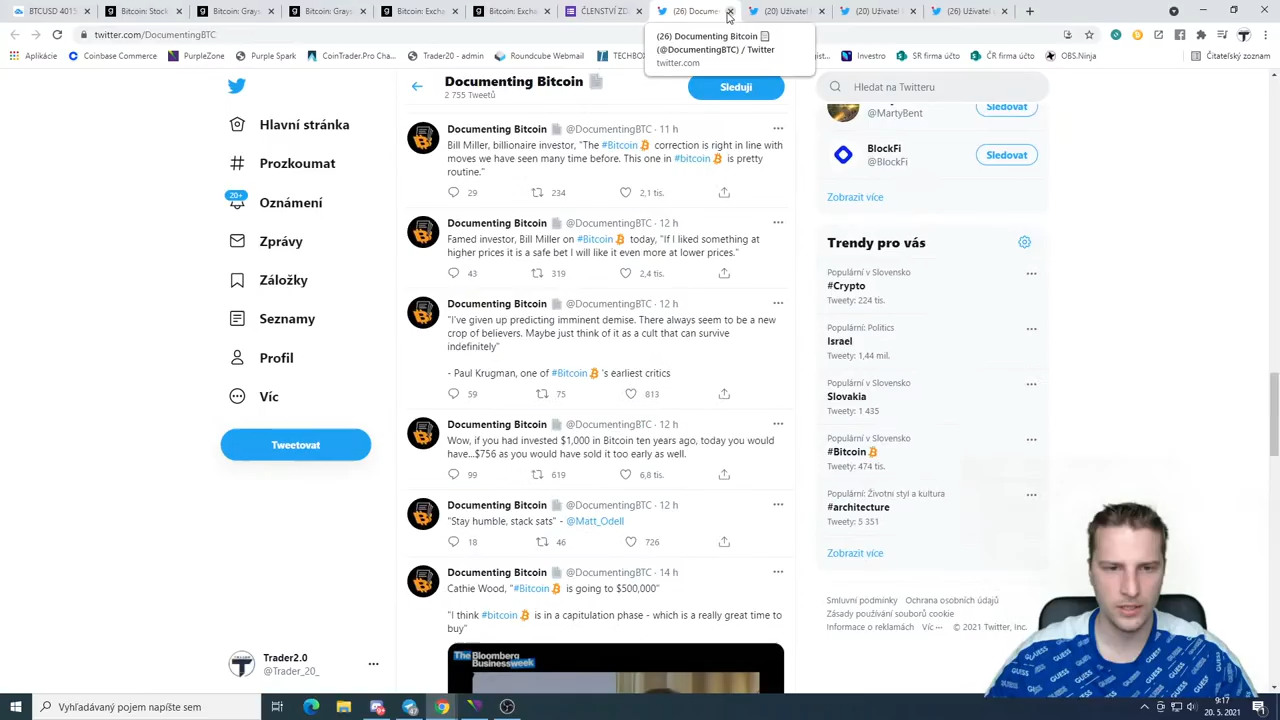 BTCUSD 4015
Bitcoin Stock
Bitcoin: Grays
Bitcoin: Grays
Bitcoin: Excha
Bitcoin: Excha
ČLENSTVÍ ZDA
(26) Docume
(20) Uživatel
Uživatel
Uživatel
twitter.com/DocumentingBTC
Aplikácie
Coinbase Commerce
PurpleZone
Purple Spark
CoinTrader.Pro Cha...
Trader20 - admin
Roundcube Webmail
TECHBO
Investro
SR firma účto
ČR firma účto
OBS.Ninja
Čitateľský zoznam
(26) Documenting Bitcoin
(@DocumentingBTC) / Twitter
twitter.com
Documenting Bitcoin
2 755 Tweetů
Sleduji
Hledat na Twitteru
Hlavní stránka
Prozkoumat
20+
Oznámení
Zprávy
Záložky
Seznamy
Profil
Víc
Tweetovat
Trader2.0
@Trader_20_
Documenting Bitcoin @DocumentingBTC · 11 h
Bill Miller, billionaire investor, "The #Bitcoin correction is right in line with
moves we have seen many time before. This one in #bitcoin is pretty
routine."
29 234 2,1 tis.
Documenting Bitcoin @DocumentingBTC · 12 h
Famed investor, Bill Miller on #Bitcoin today, "If I liked something at
higher prices it is a safe bet I will like it even more at lower prices."
43 319 2,4 tis.
Documenting Bitcoin @DocumentingBTC · 12 h
"I've given up predicting imminent demise. There always seem to be a new
crop of believers. Maybe just think of it as a cult that can survive
indefinitely"
- Paul Krugman, one of #Bitcoin 's earliest critics
59 75 813
Documenting Bitcoin @DocumentingBTC · 12 h
Wow, if you had invested $1,000 in Bitcoin ten years ago, today you would
have...$756 as you would have sold it too early as well.
99 619 6,8 tis.
Documenting Bitcoin @DocumentingBTC · 12 h
"Stay humble, stack sats" - @Matt_Odell
18 46 726
Documenting Bitcoin @DocumentingBTC · 14 h
Cathie Wood, "#Bitcoin is going to $500,000"
"I think #bitcoin is in a capitulation phase - which is a really great time to
buy"
The Bloomberg
Businessweek
@MartyBent
Sledovat
BlockFi
@BlockFi
Sledovat
Zobrazit více
Trendy pro vás
Populární v Slovensko
#Crypto
Tweety: 224 tis.
Populární: Politics
Israel
Tweety: 1,44 mil.
Populární v Slovensko
Slovakia
Tweety: 1 435
Populární v Slovensko
#Bitcoin
Tweety: 474 tis.
Populární: Životní styl a kultura
#architecture
Tweety: 5 351
Zobrazit více
Smluvní podmínky Ochrana osobních údajů
Zásady používání souborů cookie
Informace o reklamách Víc ··· © 2021 Twitter, Inc.
GUESS
Vyhľadávaný pojem napíšte sem
9:17
20. 5. 2021